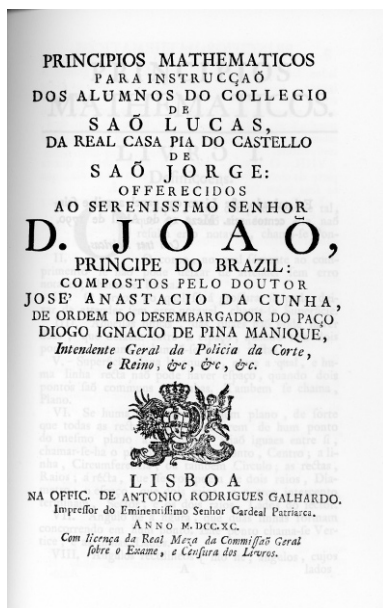 PRINCIPIOS MATHEMATICOS
PARA INSTRUCÇAÕ
DOS ALUMNOS DO COLLEGIO
DE
SAÕ LUCAS,
DA REAL CASA PIA DO CASTELLO
DE
SAÕ JORGE:
OFFERECIDOS
AO SERENISSIMO SENHOR
D. JOAÕ,
PRINCIPE DO BRAZIL:
COMPOSTOS PELO DOUTOR
JOSE' ANASTACIO DA CUNHA,
DE ORDEM DO DESEMBARGADOR DO PAÇO
DIOGO IGNACIO DE PINA MANIQUE,
Intendente Geral da Policia da Corte,
e Reino, &c, &c, &c.
LISBOA
NA OFFIC. DE ANTONIO RODRIGUES GALHARDO.
Impreſſor do Eminentiſſimo Senhor Cardeal Patriarca.
ANNO M.DCC.XC.
Com licença da Real Meza da Commiſſaõ Geral
ſobre o Exame, e Cenſura dos Livros.